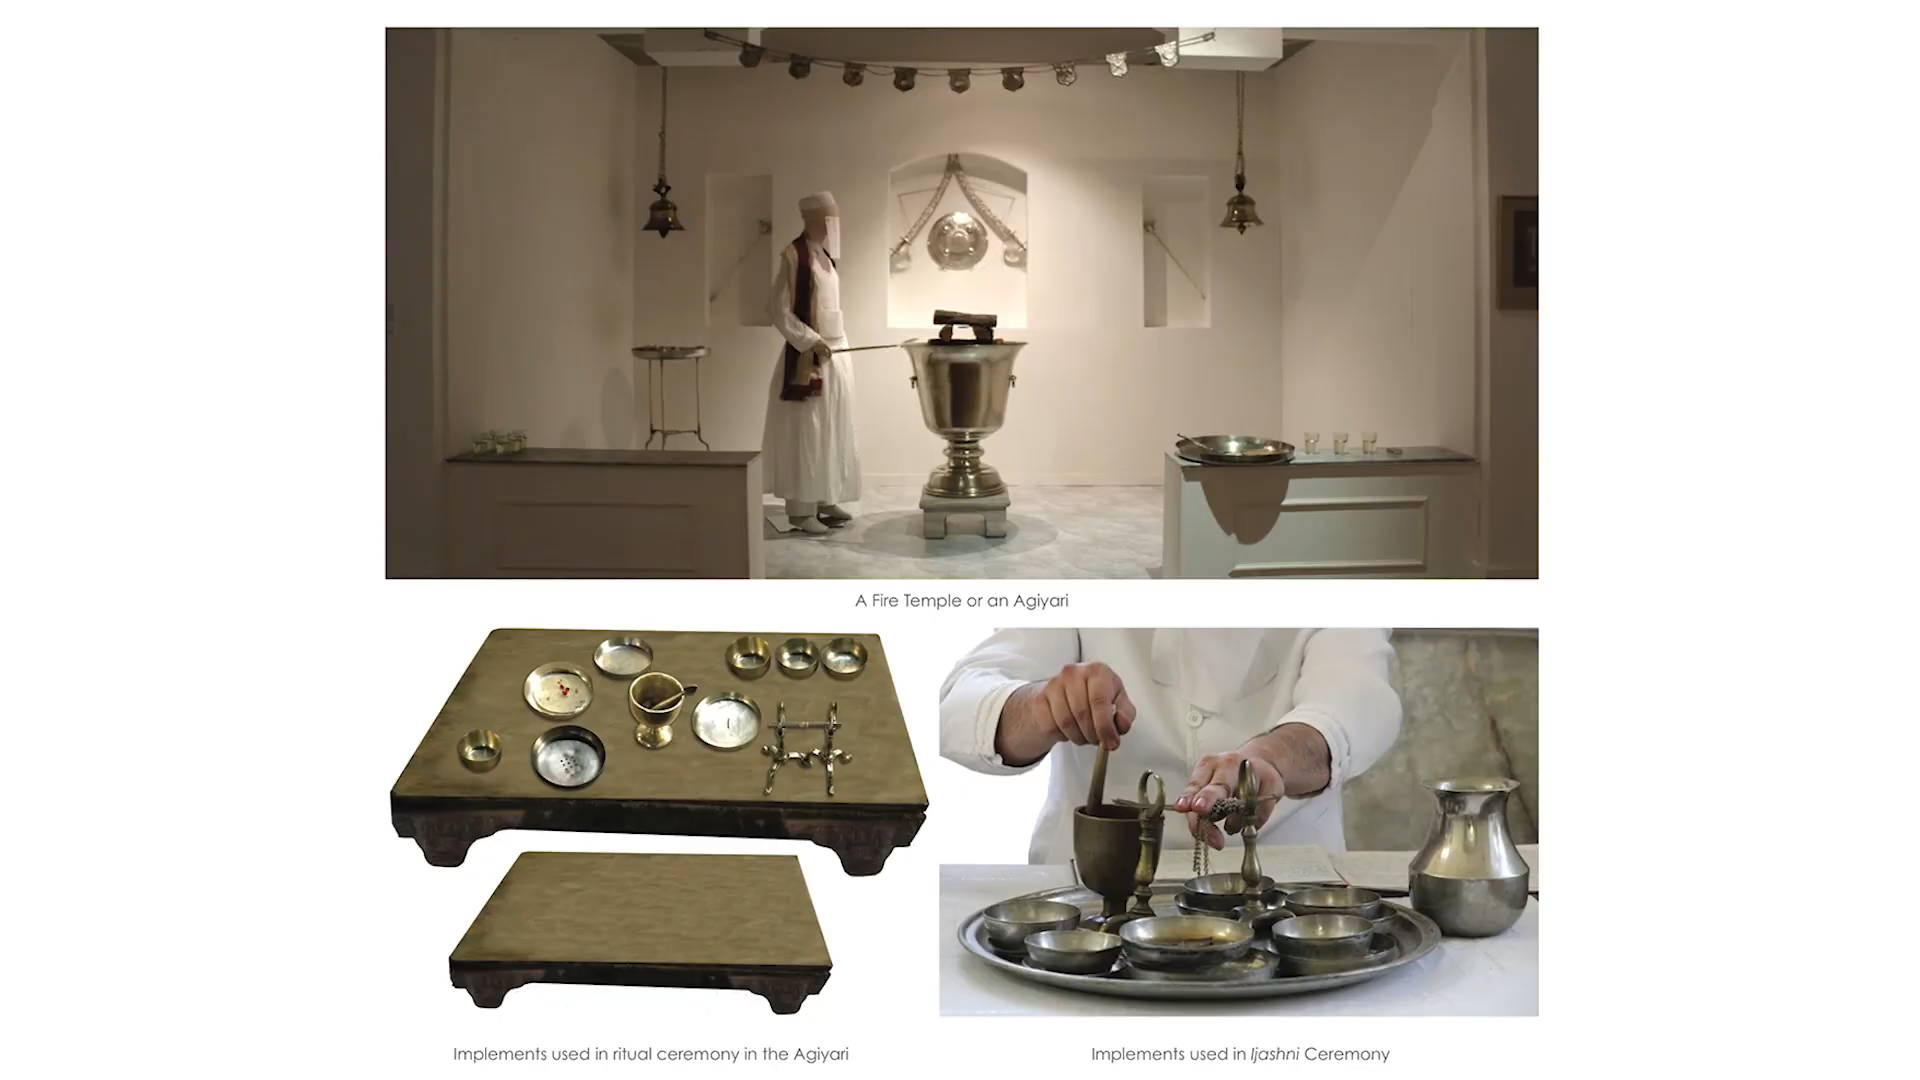 A Fire Temple or an Agiyari
Implements used in ritual ceremony in the Agiyari
Implements used in Ijashni Ceremony